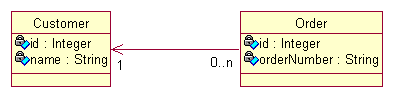 Customer
id : Integer
name : String
1
0..n
Order
id : Integer
orderNumber : String